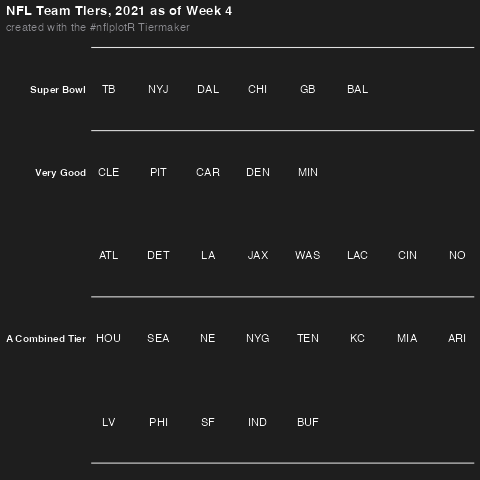 NFL Team Tiers, 2021 as of Week 4
created with the #nflplotR Tiermaker
Super Bowl TB NYJ DAL CHI GB BAL
Very Good CLE PIT CAR DEN MIN
ATL DET LA JAX WAS LAC CIN NO
A Combined Tier HOU SEA NE NYG TEN KC MIA ARI
LV PHI SF IND BUF